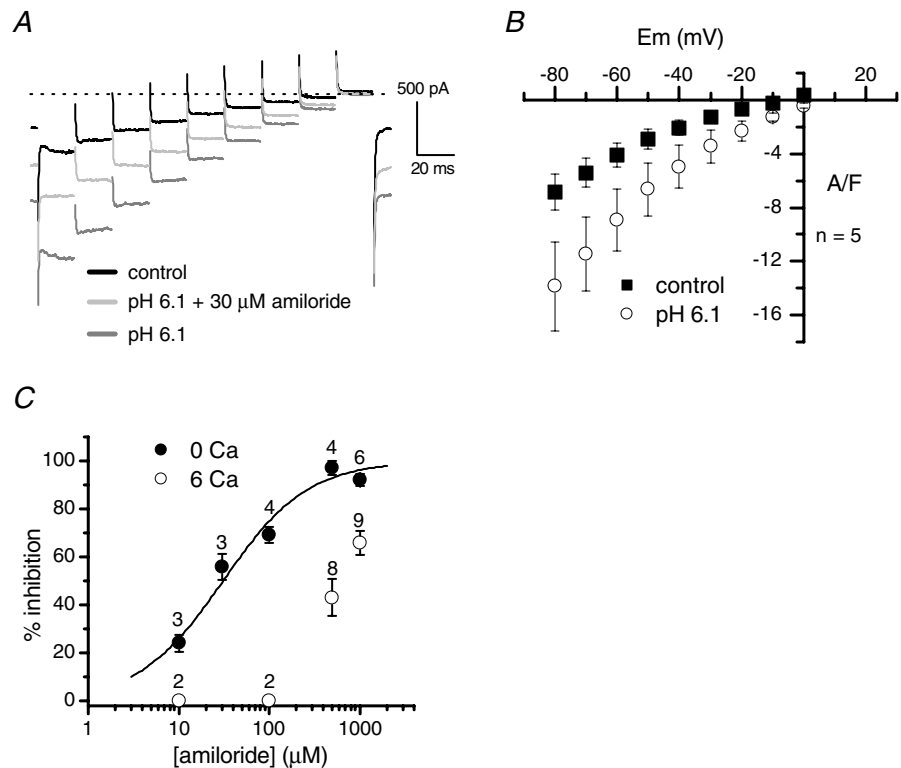 A
500 pA
20 ms
control
pH 6.1 + 30 μM amiloride
pH 6.1
B
Em (mV)
-80 -60 -40 -20 0 20
-4
-8
-12
-16
A/F
n = 5
control
pH 6.1
C
0 Ca
6 Ca
% inhibition
100
80
60
40
20
0
3
3
4
4
6
2
2
8
9
1 10 100 1000
[amiloride] (μM)